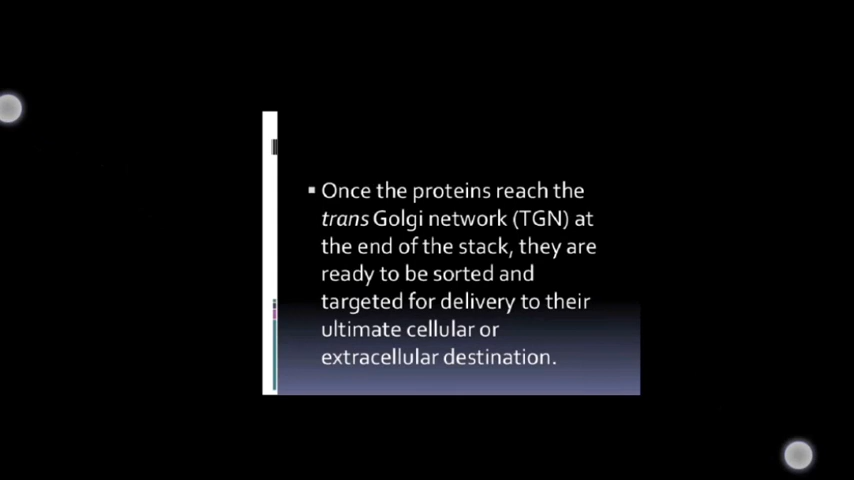 Once the proteins reach the
trans Golgi network (TGN) at
the end of the stack, they are
ready to be sorted and
targeted for delivery to their
ultimate cellular or
extracellular destination.